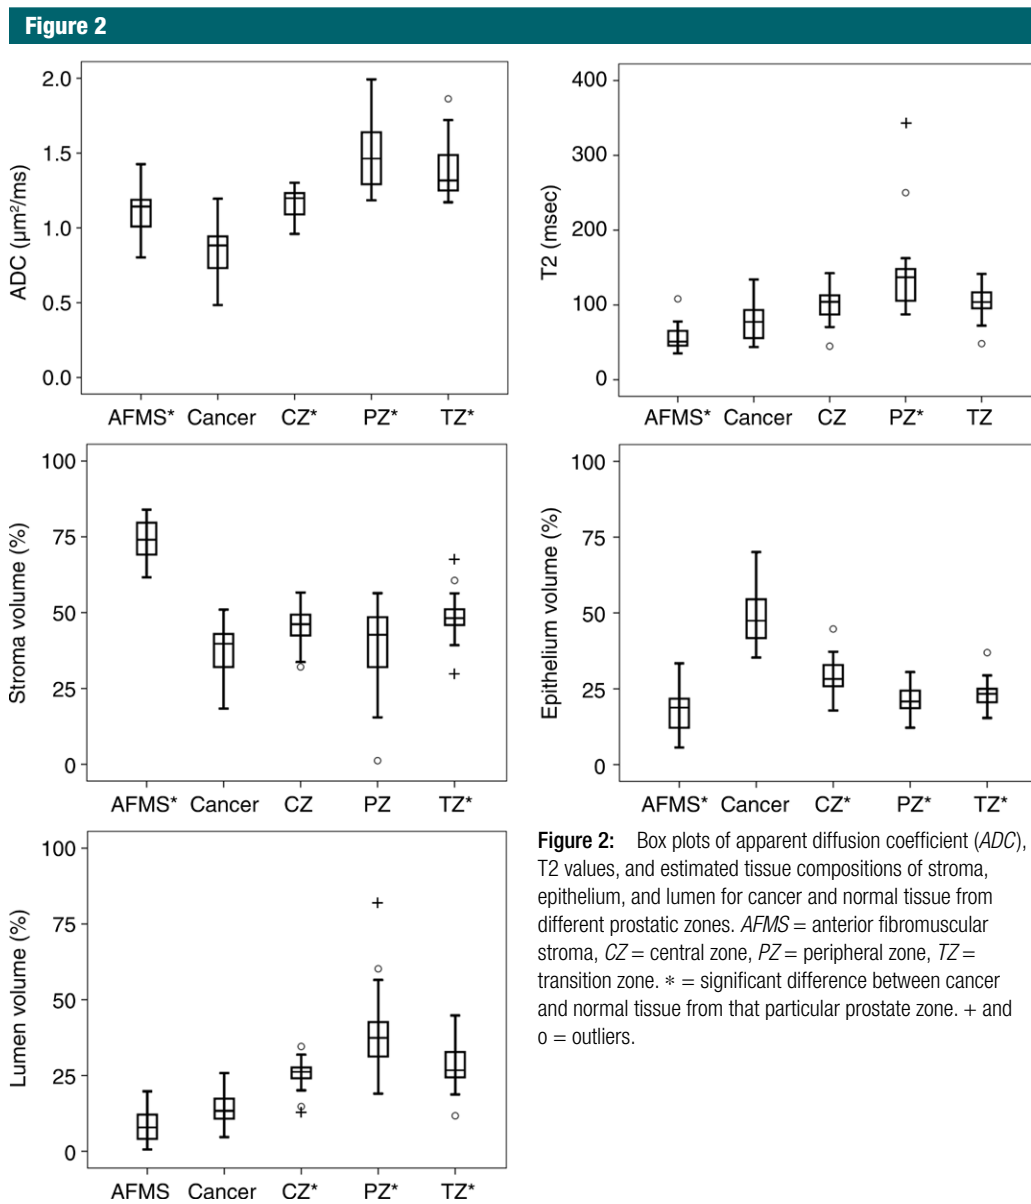 Figure 2
ADC (µm²/ms)
2.0
1.5
1.0
0.5
0.0
AFMS* Cancer CZ* PZ* TZ*
T2 (msec)
400
300
200
100
0
AFMS* Cancer CZ PZ* TZ
Stroma volume (%)
100
75
50
25
0
AFMS* Cancer CZ PZ TZ*
Epithelium volume (%)
100
75
50
25
0
AFMS* Cancer CZ* PZ* TZ*
Lumen volume (%)
100
75
50
25
0
AFMS Cancer CZ* PZ* TZ*
Figure 2: Box plots of apparent diffusion coefficient (ADC),
T2 values, and estimated tissue compositions of stroma,
epithelium, and lumen for cancer and normal tissue from
different prostatic zones. AFMS = anterior fibromuscular
stroma, CZ = central zone, PZ = peripheral zone, TZ =
transition zone. * = significant difference between cancer
and normal tissue from that particular prostate zone. + and
o = outliers.